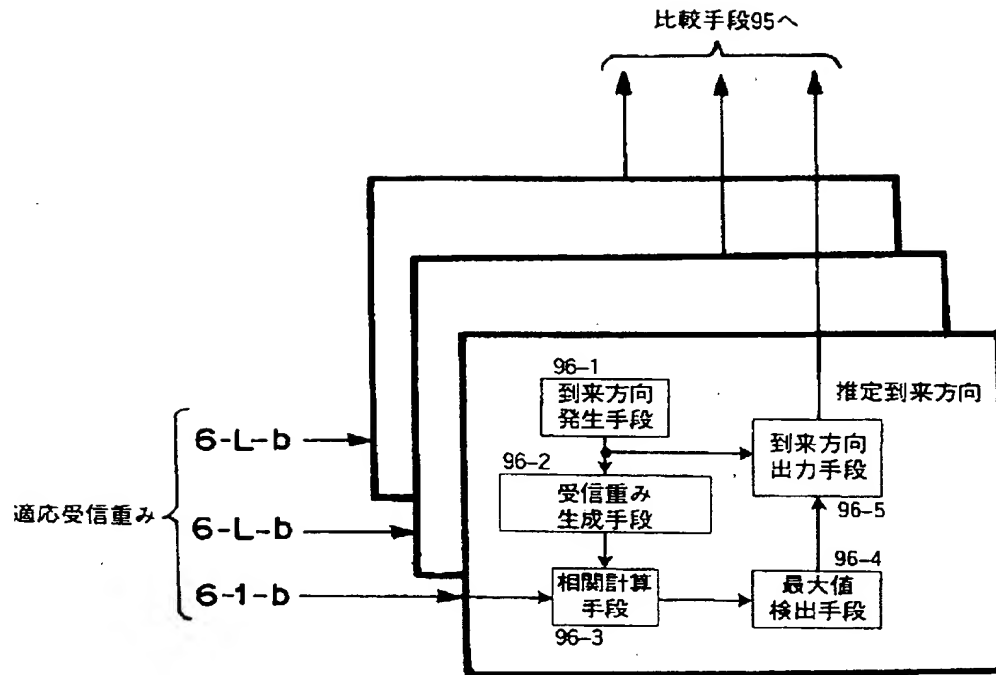 比較手段95へ
96-1
到来方向
発生手段
推定到来方向
6-L-b
96-2
到来方向
出力手段
受信重み
生成手段
96-5
適応受信重み
6-L-b
96-4
6-1-b
相関計算
手段
最大値
検出手段
96-3